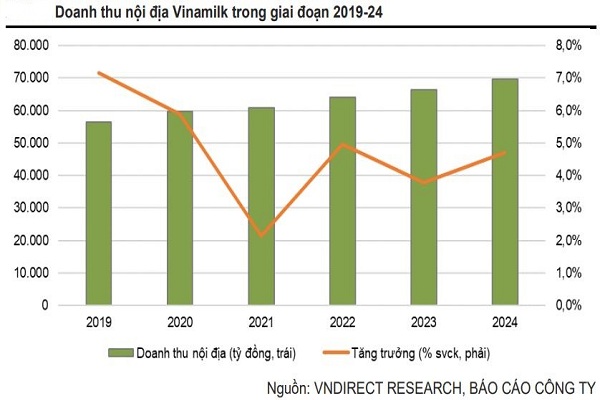 Doanh thu nội địa Vinamilk trong giai đoạn 2019-24
80.000 8,0%
70.000 7,0%
60.000 6,0%
50.000 5,0%
40.000 4,0%
30.000 3,0%
20.000 2,0%
10.000 1,0%
0 0,0%
2019 2020 2021 2022 2023 2024
Doanh thu nội địa (tỷ đồng, trái) Tăng trưởng (% svck, phải)
Nguồn: VNDIRECT RESEARCH, BÁO CÁO CÔNG TY